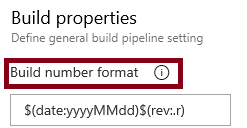 Build properties
Define general build pipeline setting
Build number format
$(date:yyyyMMdd)$(rev:.r)